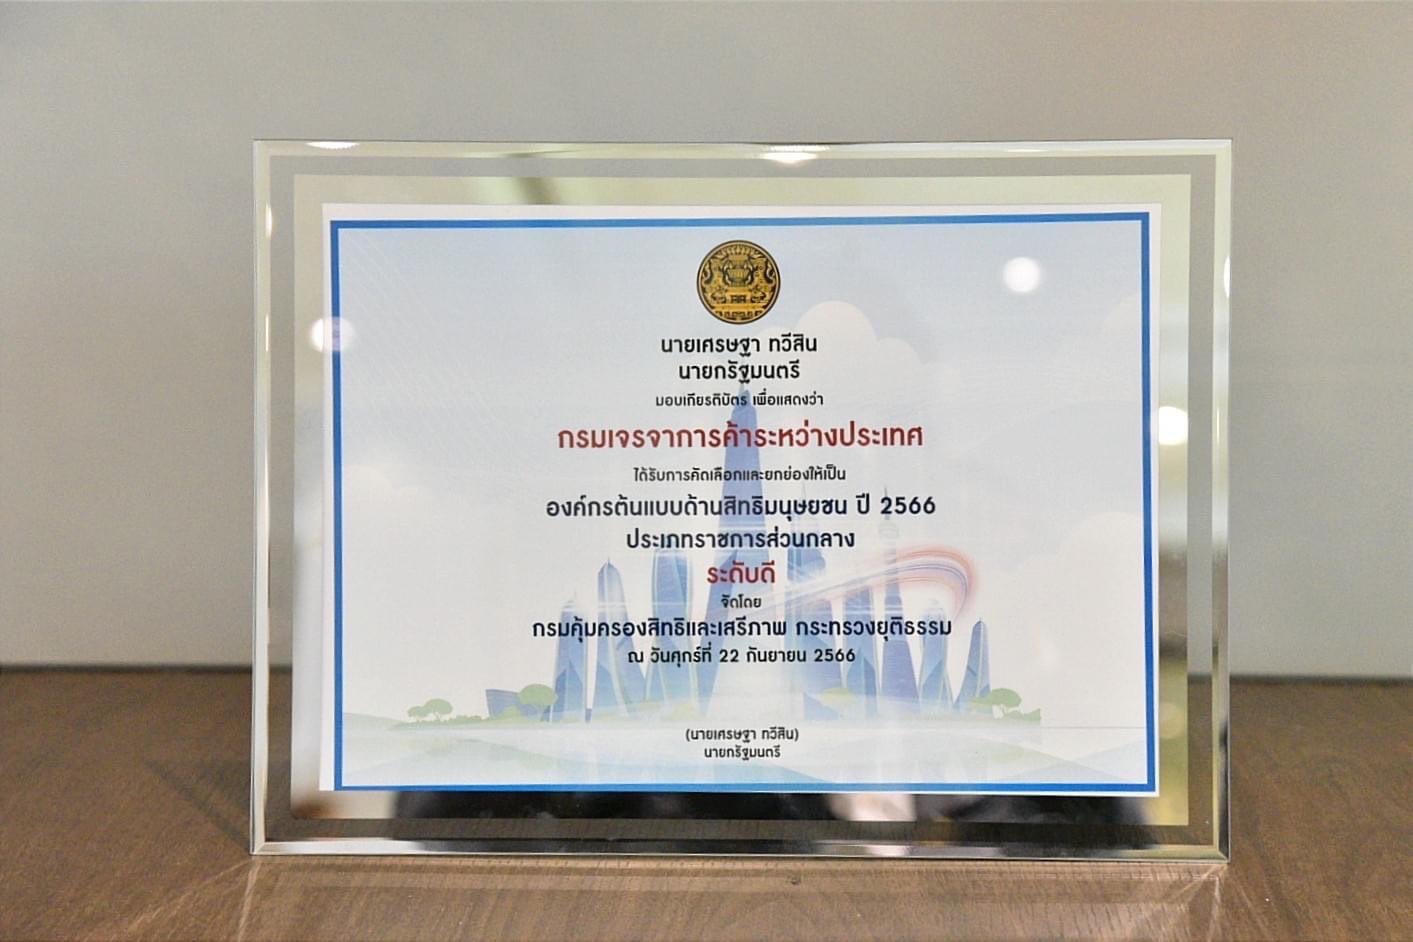 นายเศรษฐา ทวีสิน
นายกรัฐมนตรี
มอบเกียรติบัตร เพื่อแสดงว่า
กรมเจรจาการค้าระหว่างประเทศ
ได้รับการคัดเลือกและยกย่องให้เป็น
องค์กรต้นแบบด้านสิทธิมนุษยชน ปี 2566
ประเภทราชการส่วนกลาง
ระดับดี
จัดโดย
กรมคุ้มครองสิทธิและเสรีภาพ กระทรวงยุติธรรม
ณ วันศุกร์ที่ 22 กันยายน 2566
(นายเศรษฐา ทวีสิน)
นายกรัฐมนตรี